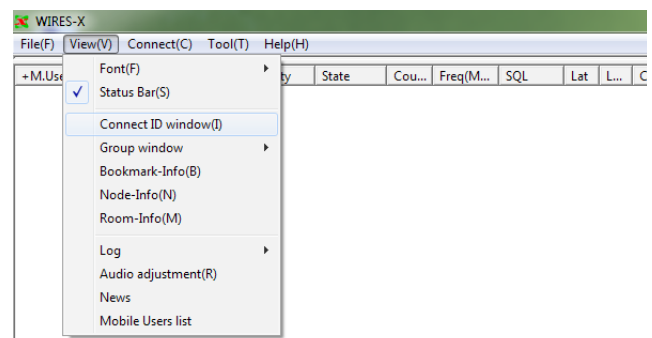 WIRES-X
File(F) View(V) Connect(C) Tool(T) Help(H)
+M.Use ty State Cou... Freq(M... SQL Lat L... C
Font(F)
Status Bar(S)
Connect ID window(I)
Group window
Bookmark-Info(B)
Node-Info(N)
Room-Info(M)
Log
Audio adjustment(R)
News
Mobile Users list